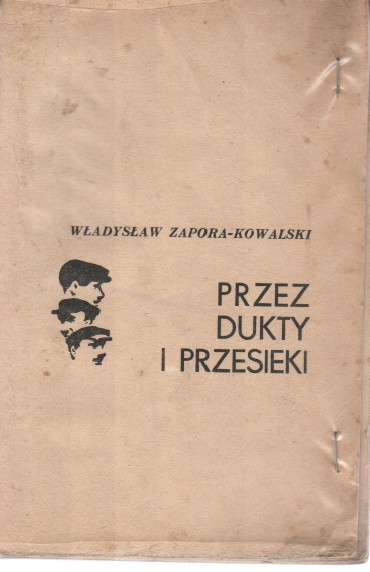 WŁADYSŁAW ZAPORA-KOWALSKI
PRZEZ
DUKTY
I PRZESIEKI